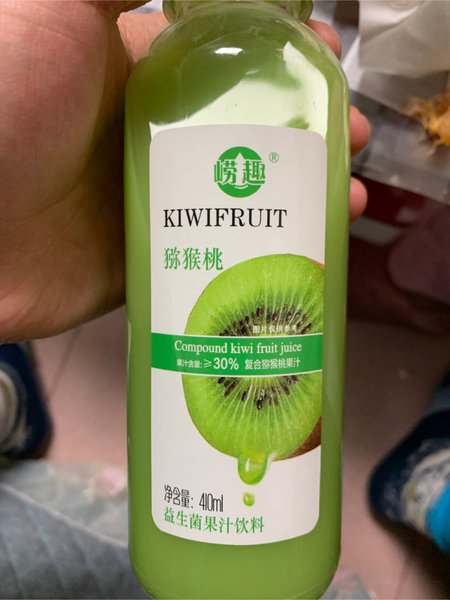 崂趣®
KIWIFRUIT
猕猴桃
图片仅供参考
Compound kiwi fruit juice
果汁含量:≥30% 复合猕猴桃果汁
净含量: 410ml
益生菌果汁饮料